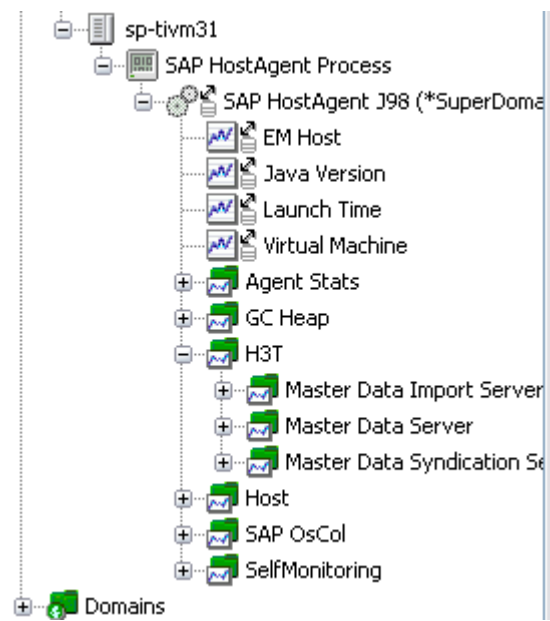 sp-tivm31
SAP HostAgent Process
SAP HostAgent J98 (*SuperDoma
EM Host
Java Version
Launch Time
Virtual Machine
Agent Stats
GC Heap
H3T
Master Data Import Server
Master Data Server
Master Data Syndication Se
Host
SAP OsCol
SelfMonitoring
Domains